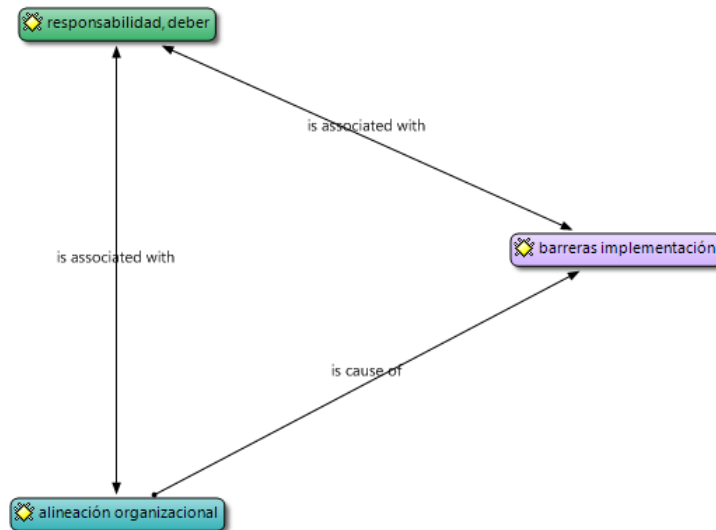 responsabilidad, deber
is associated with
barreras implementación
is associated with
is cause of
alineación organizacional